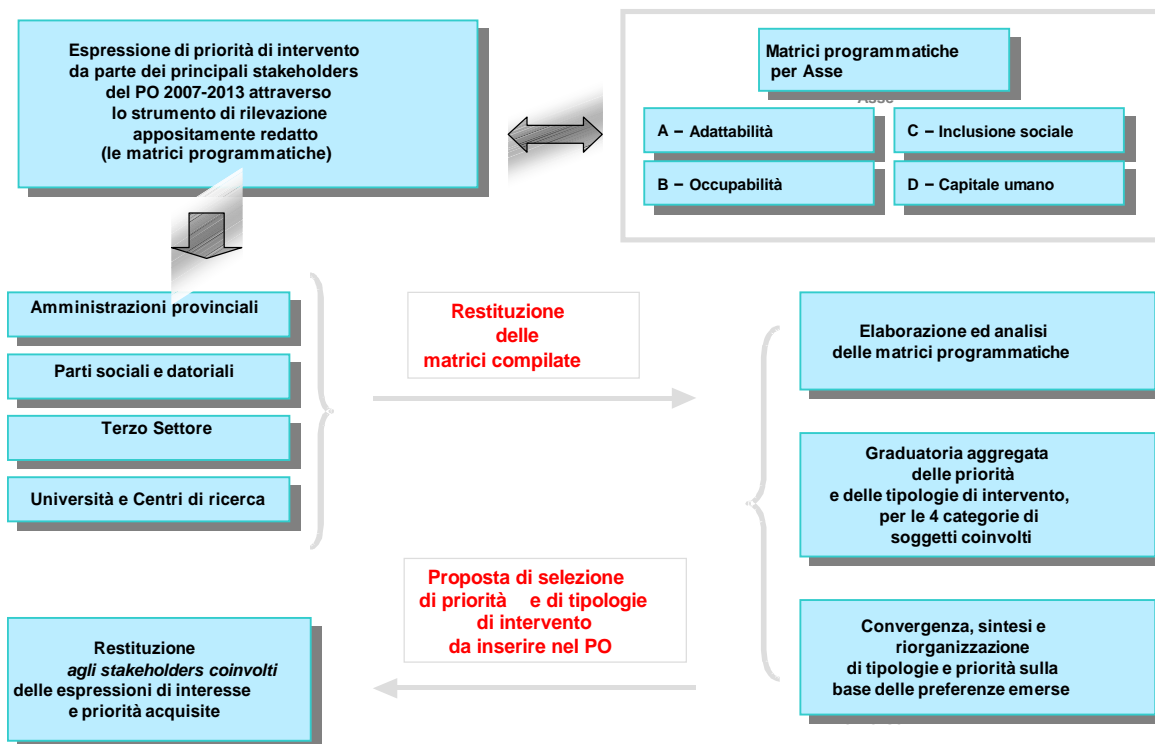 Espressione di priorità di intervento
da parte dei principali stakeholders
del PO 2007-2013 attraverso
lo strumento di rilevazione
appositamente redatto
(le matrici programmatiche)
Matrici programmatiche
per Asse
Asse
A – Adattabilità
C – Inclusione sociale
B – Occupabilità
D – Capitale umano
Amministrazioni provinciali
Parti sociali e datoriali
Terzo Settore
Università e Centri di ricerca
Restituzione
delle
matrici compilate
Elaborazione ed analisi
delle matrici programmatiche
Graduatoria aggregata
delle priorità
e delle tipologie di intervento,
per le 4 categorie di
soggetti coinvolti
Convergenza, sintesi e
riorganizzazione
di tipologie e priorità sulla
base delle preferenze emerse
Proposta di selezione
di priorità e di tipologie
di intervento
da inserire nel PO
Restituzione
agli stakeholders coinvolti
delle espressioni di interesse
e priorità acquisite